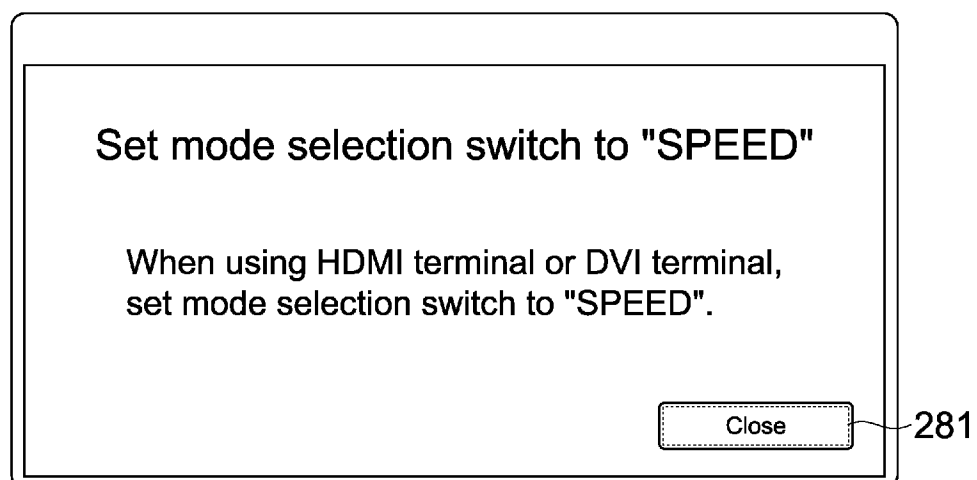 Set mode selection switch to "SPEED"
When using HDMI terminal or DVI terminal,
set mode selection switch to "SPEED".
Close
281